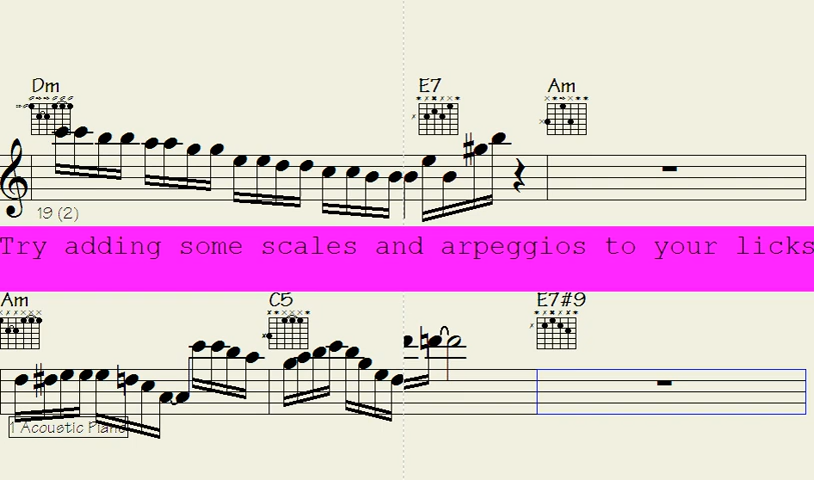 Dm E7 Am
19 (2)
Try adding some scales and arpeggios to your licks
Am C5 E7#9
1 Acoustic Piano